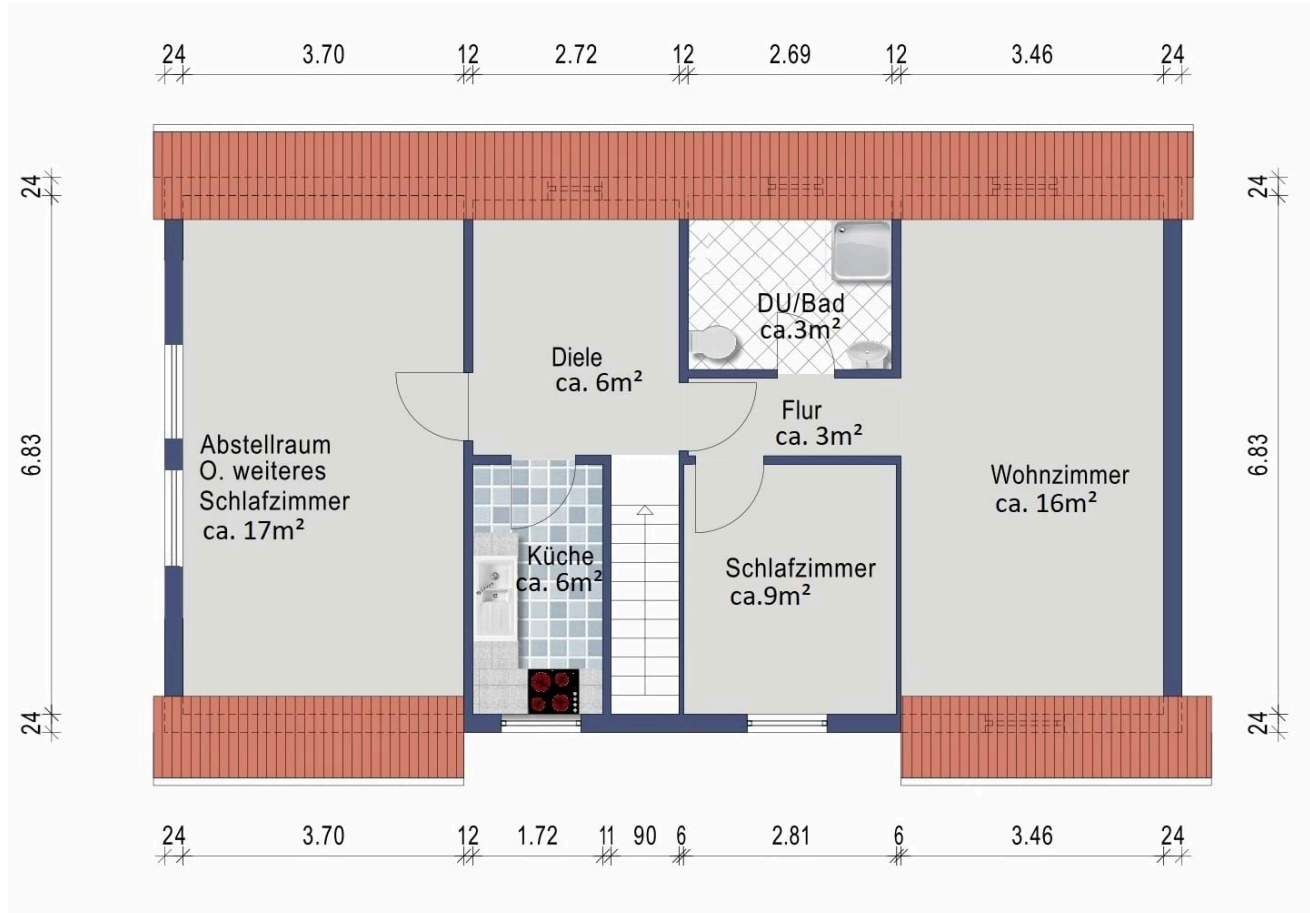 24 3.70 12 2.72 12 2.69 12 3.46 24
24
24
6.83
6.83
24
24
DU/Bad
ca.3m²
Diele
ca. 6m²
Flur
ca. 3m²
Abstellraum
O. weiteres
Schlafzimmer
ca. 17m²
Wohnzimmer
ca. 16m²
Küche
ca. 6m²
Schlafzimmer
ca.9m²
24 3.70 12 1.72 11 90 6 2.81 6 3.46 24